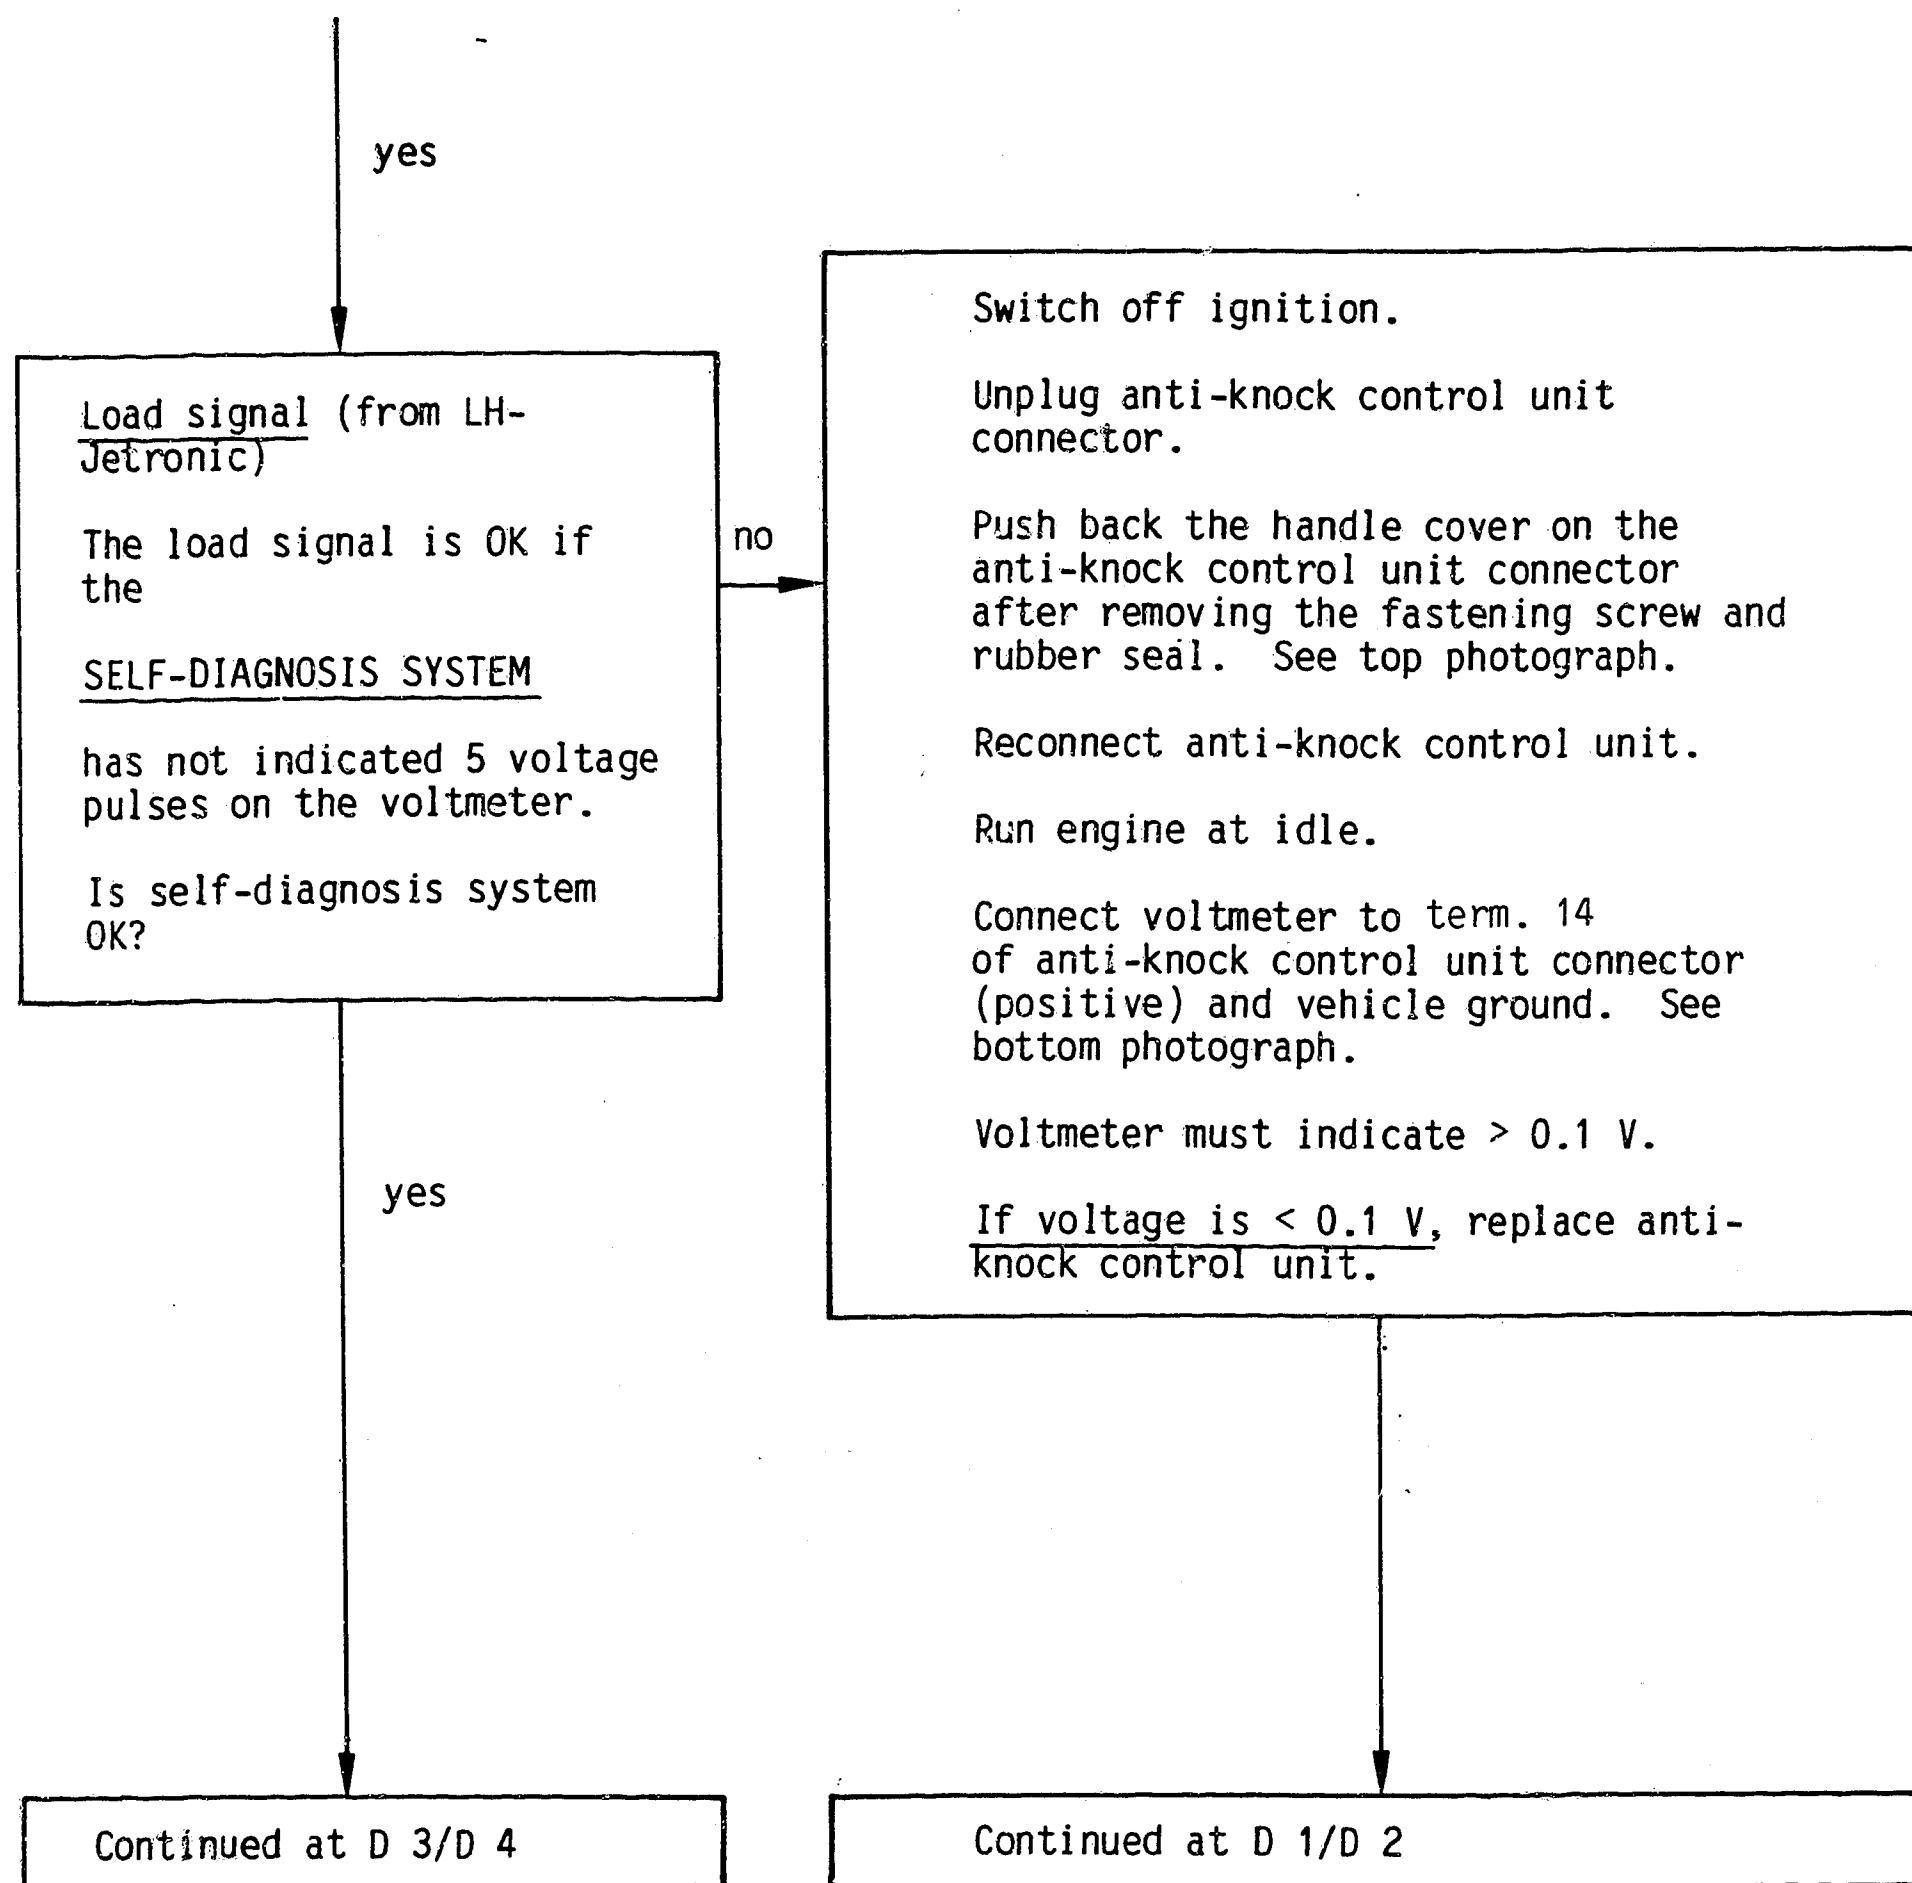 yes
Load signal (from LH-
Jetronic)
The load signal is OK if
the
SELF-DIAGNOSIS SYSTEM
has not indicated 5 voltage
pulses on the voltmeter.
Is self-diagnosis system
OK?
no
Switch off ignition.
Unplug anti-knock control unit
connector.
Push back the handle cover on the
anti-knock control unit connector
after removing the fastening screw and
rubber seal. See top photograph.
Reconnect anti-knock control unit.
Run engine at idle.
Connect voltmeter to term. 14
of anti-knock control unit connector
(positive) and vehicle ground. See
bottom photograph.
Voltmeter must indicate > 0.1 V.
If voltage is < 0.1 V, replace anti-
knock control unit.
yes
Continued at D 3/D 4
Continued at D 1/D 2